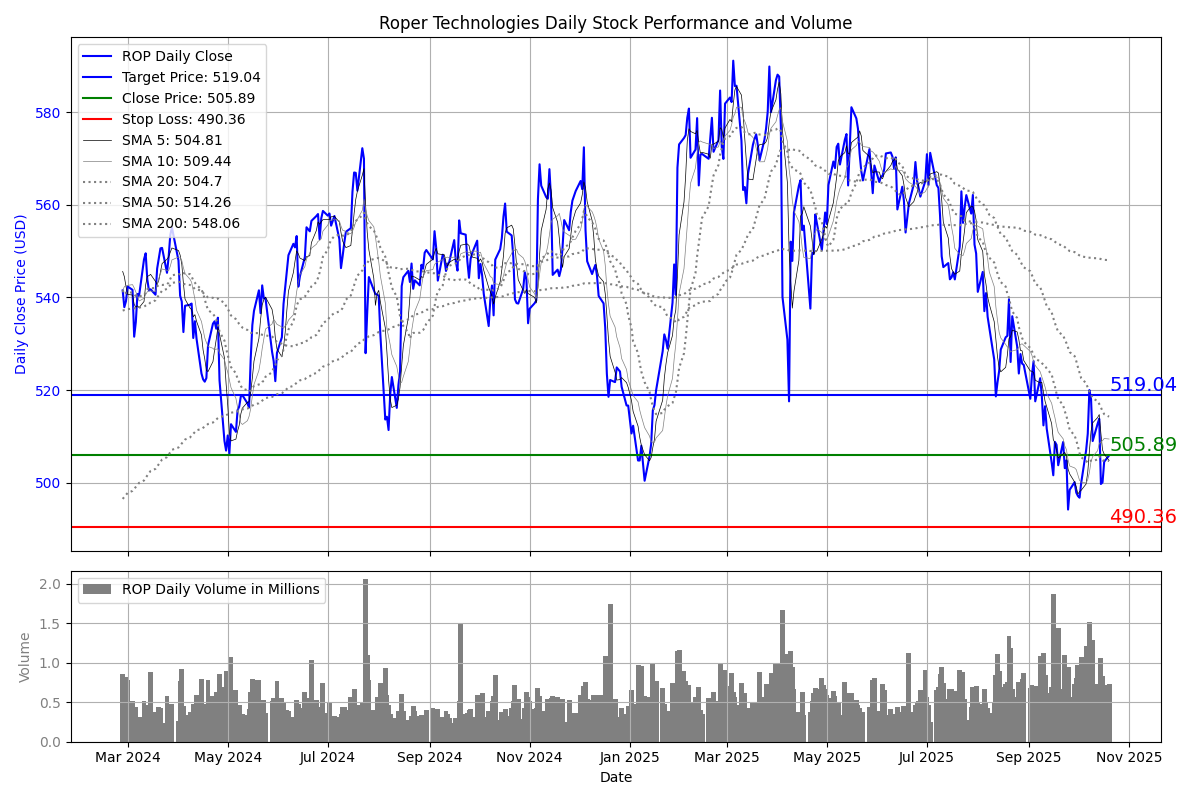 Roper Technologies Daily Stock Performance and Volume
ROP Daily Close
Target Price: 519.04
Close Price: 505.89
Stop Loss: 490.36
SMA 5: 504.81
SMA 10: 509.44
SMA 20: 504.7
SMA 50: 514.26
SMA 200: 548.06
Daily Close Price (USD)
580
560
540
520
500
519.04
505.89
490.36
ROP Daily Volume in Millions
Volume
2.0
1.5
1.0
0.5
0.0
Mar 2024 May 2024 Jul 2024 Sep 2024 Nov 2024 Jan 2025 Mar 2025 May 2025 Jul 2025 Sep 2025 Nov 2025
Date